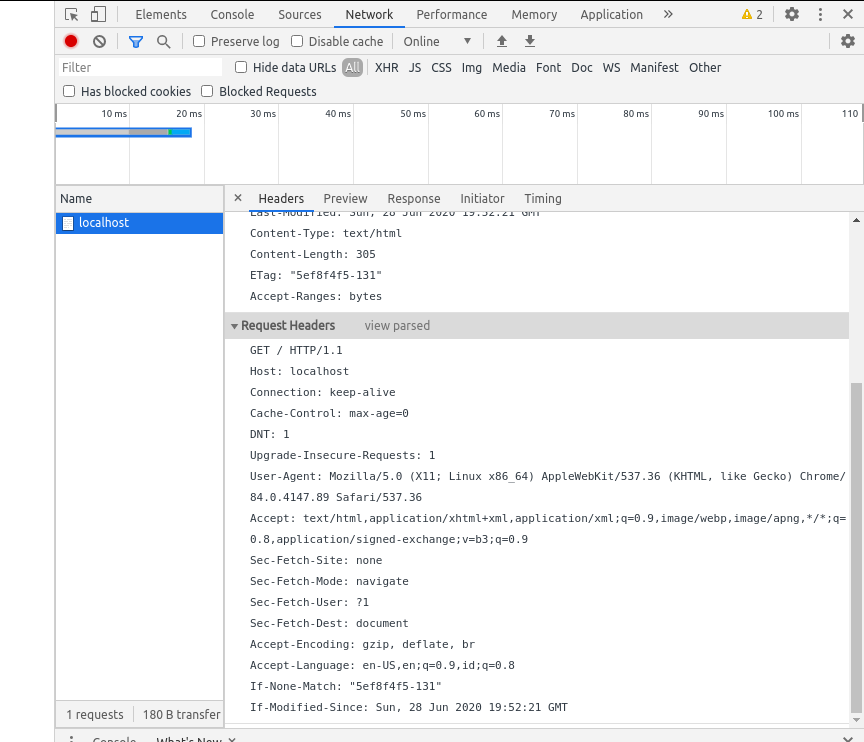 Elements Console Sources Network Performance Memory Application » 2
Preserve log Disable cache Online
Filter Hide data URLs All XHR JS CSS Img Media Font Doc WS Manifest Other
Has blocked cookies Blocked Requests
10 ms 20 ms 30 ms 40 ms 50 ms 60 ms 70 ms 80 ms 90 ms 100 ms 110
Name × Headers Preview Response Initiator Timing
localhost
Last-Modified: Sun, 28 Jun 2020 19:52:21 GMT
Content-Type: text/html
Content-Length: 305
ETag: "5ef8f4f5-131"
Accept-Ranges: bytes
Request Headers view parsed
GET / HTTP/1.1
Host: localhost
Connection: keep-alive
Cache-Control: max-age=0
DNT: 1
Upgrade-Insecure-Requests: 1
User-Agent: Mozilla/5.0 (X11; Linux x86_64) AppleWebKit/537.36 (KHTML, like Gecko) Chrome/
84.0.4147.89 Safari/537.36
Accept: text/html,application/xhtml+xml,application/xml;q=0.9,image/webp,image/apng,*/*;q=
0.8,application/signed-exchange;v=b3;q=0.9
Sec-Fetch-Site: none
Sec-Fetch-Mode: navigate
Sec-Fetch-User: ?1
Sec-Fetch-Dest: document
Accept-Encoding: gzip, deflate, br
Accept-Language: en-US,en;q=0.9,id;q=0.8
If-None-Match: "5ef8f4f5-131"
If-Modified-Since: Sun, 28 Jun 2020 19:52:21 GMT
1 requests 180 B transfer
Console What's New ×